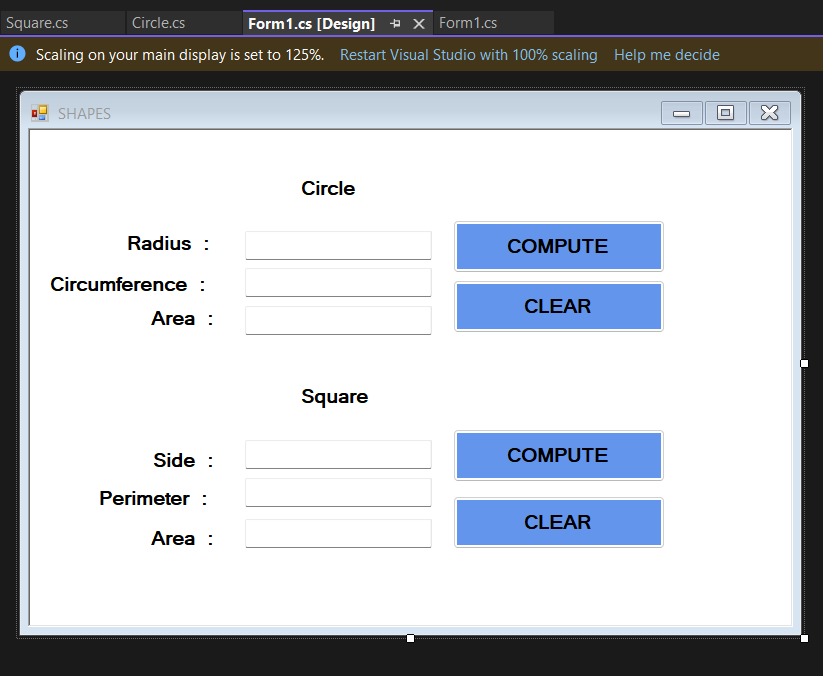 Square.cs Circle.cs Form1.cs [Design] Form1.cs
Scaling on your main display is set to 125%. Restart Visual Studio with 100% scaling Help me decide
SHAPES
Circle
Radius :
COMPUTE
Circumference :
CLEAR
Area :
Square
Side :
COMPUTE
Perimeter :
CLEAR
Area :